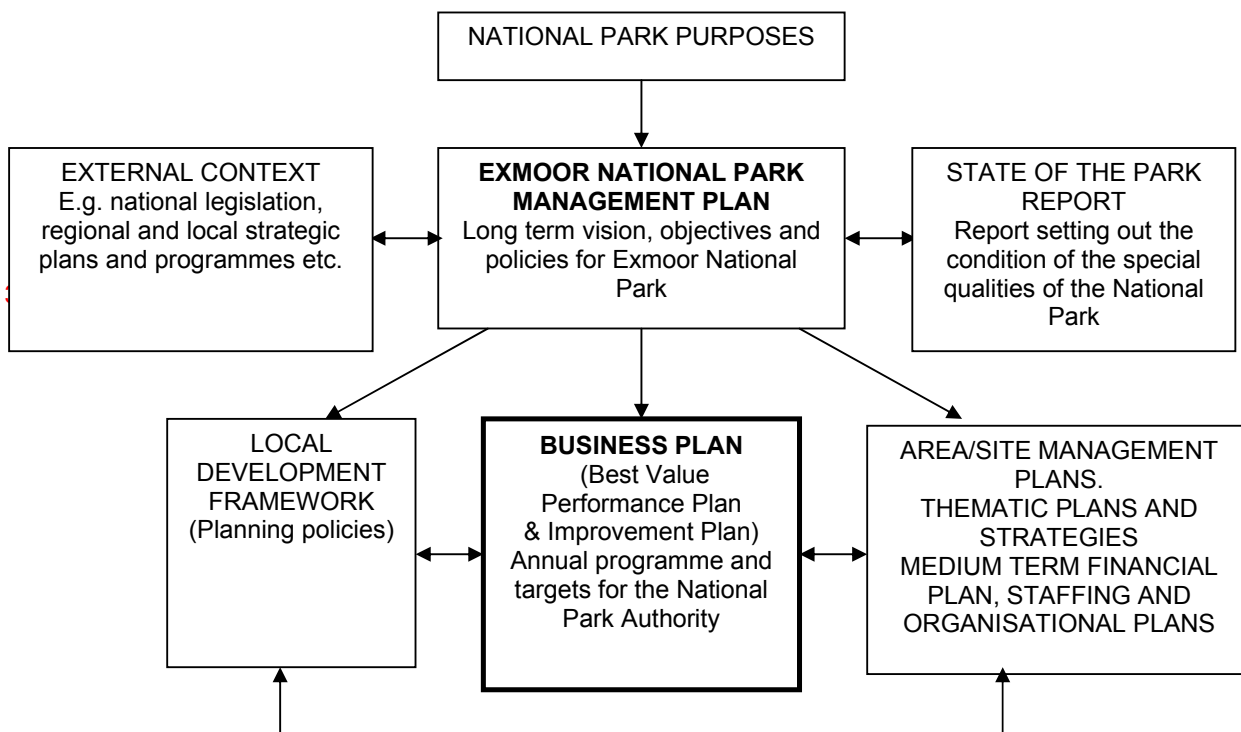 NATIONAL PARK PURPOSES
EXTERNAL CONTEXT
E.g. national legislation,
regional and local strategic
plans and programmes etc.
EXMOOR NATIONAL PARK
MANAGEMENT PLAN
Long term vision, objectives and
policies for Exmoor National
Park
STATE OF THE PARK
REPORT
Report setting out the
condition of the special
qualities of the National
Park
LOCAL
DEVELOPMENT
FRAMEWORK
(Planning policies)
BUSINESS PLAN
(Best Value
Performance Plan
& Improvement Plan)
Annual programme and
targets for the National
Park Authority
AREA/SITE MANAGEMENT
PLANS.
THEMATIC PLANS AND
STRATEGIES
MEDIUM TERM FINANCIAL
PLAN, STAFFING AND
ORGANISATIONAL PLANS